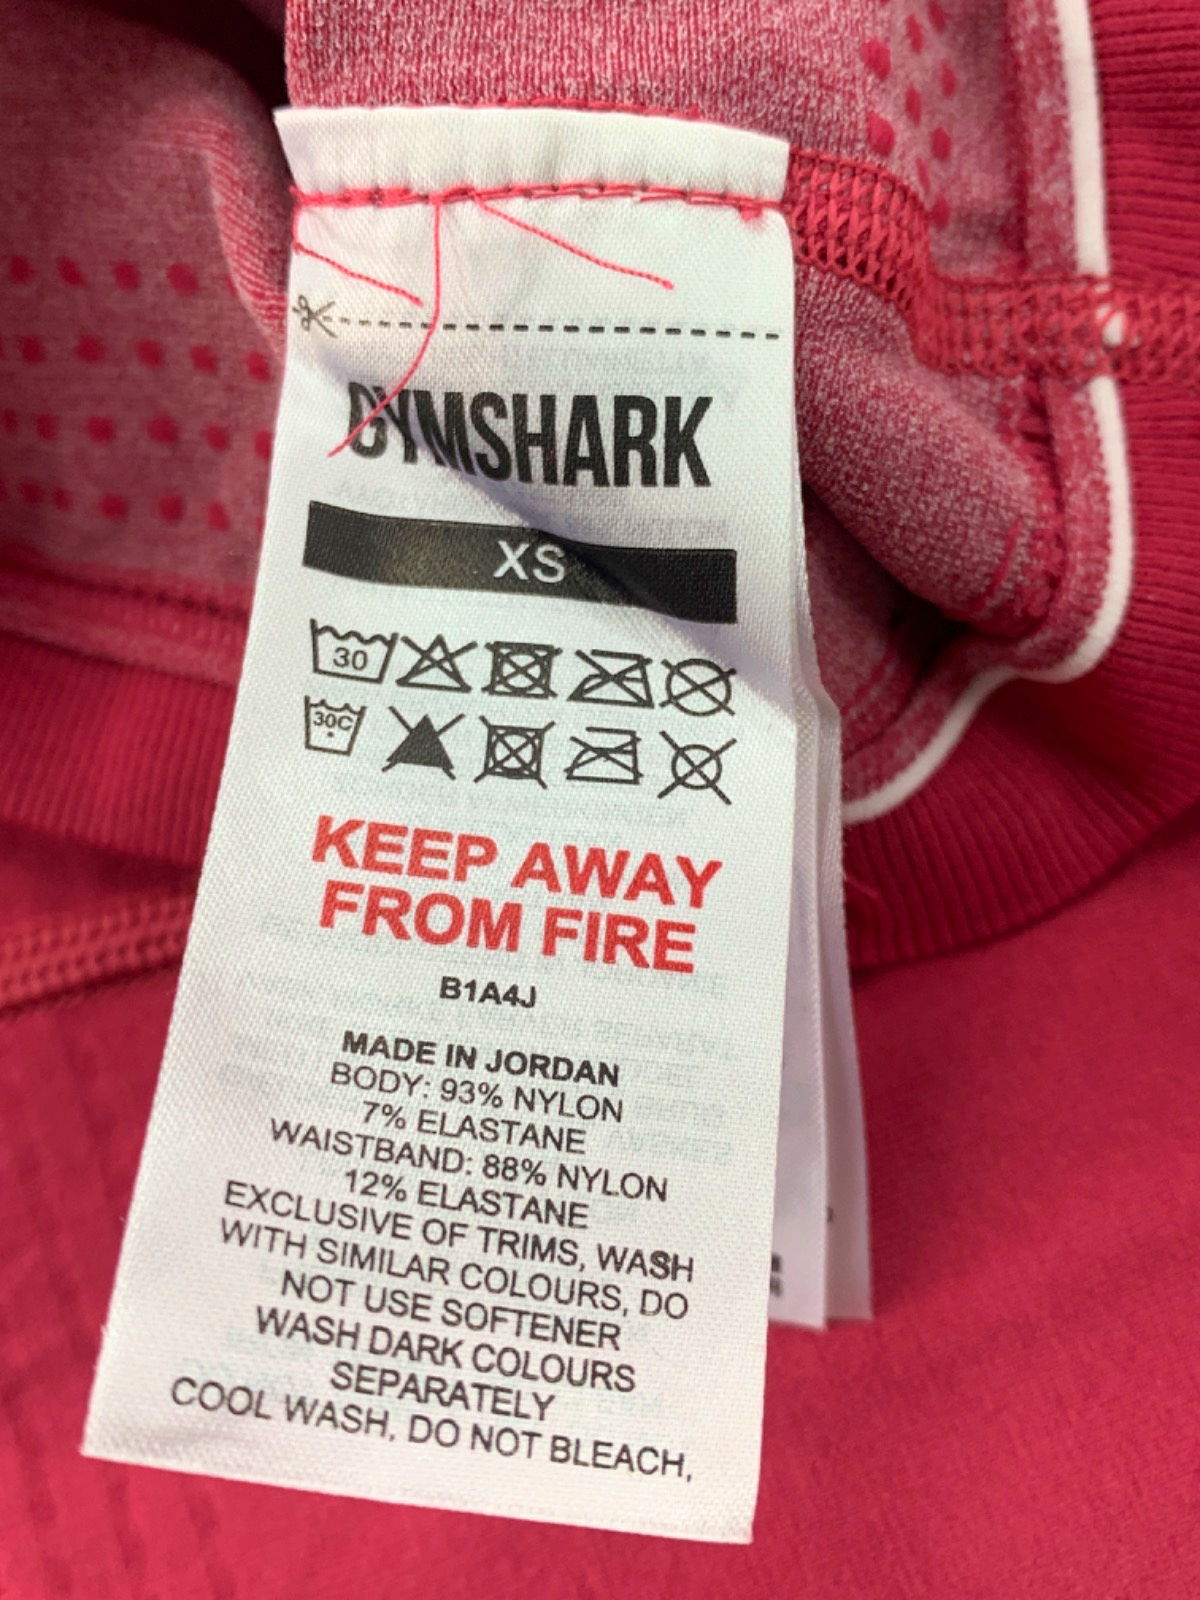 GYMSHARK
XS
30
30C
KEEP AWAY
FROM FIRE
B1A4J
MADE IN JORDAN
BODY: 93% NYLON
7% ELASTANE
WAISTBAND: 88% NYLON
12% ELASTANE
EXCLUSIVE OF TRIMS, WASH
WITH SIMILAR COLOURS, DO
NOT USE SOFTENER
WASH DARK COLOURS
SEPARATELY
COOL WASH, DO NOT BLEACH,